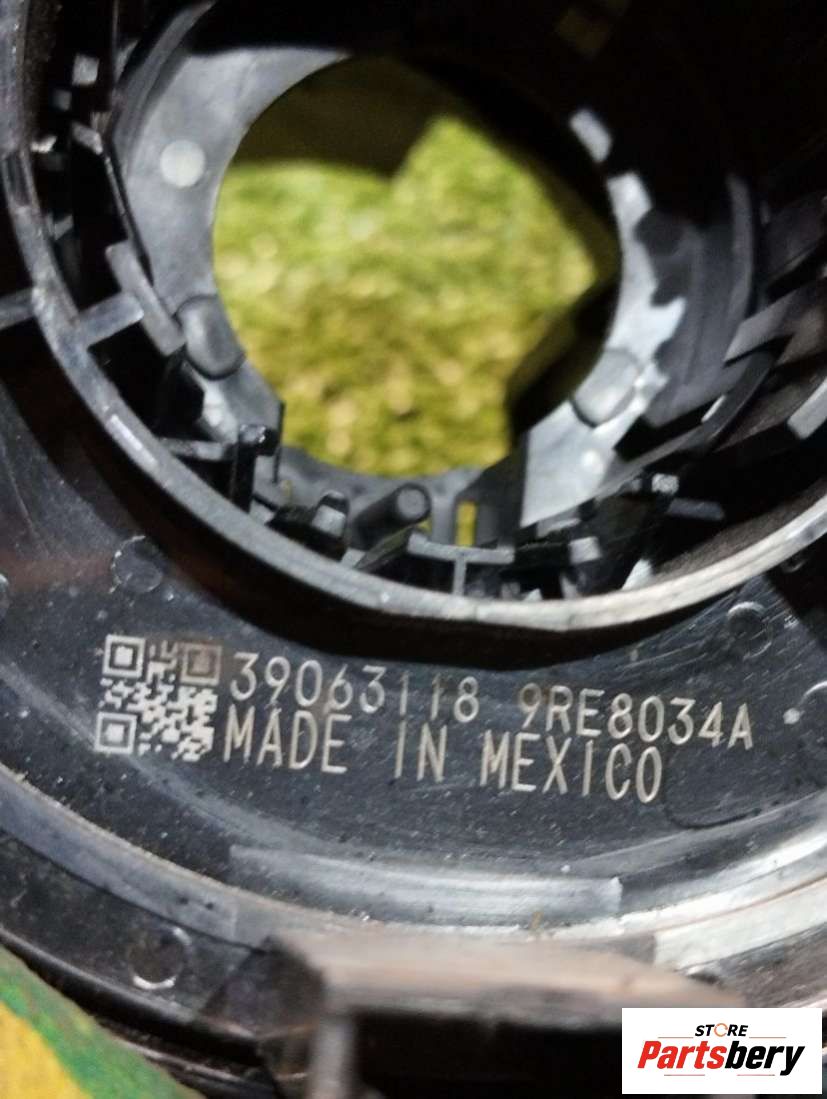 39063118 9RE8034A
MADE IN MEXICO
STORE
Partsbery